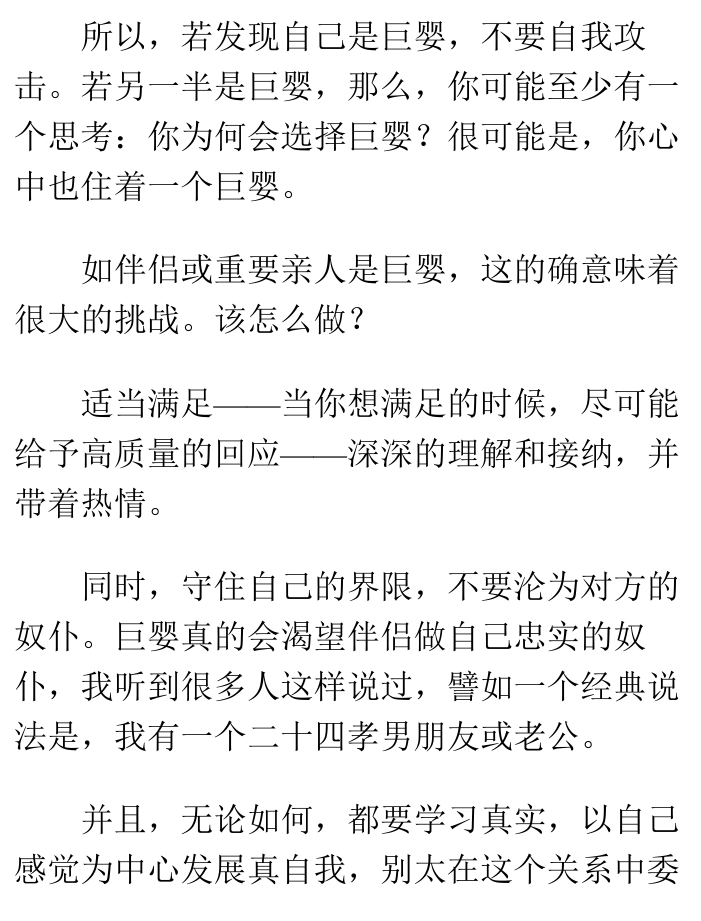 所以，若发现自己是巨婴，不要自我攻
击。若另一半是巨婴，那么，你可能至少有一
个思考：你为何会选择巨婴？很可能是，你心
中也住着一个巨婴。
如伴侣或重要亲人是巨婴，这的确意味着
很大的挑战。该怎么做？
适当满足——当你想满足的时候，尽可能
给予高质量的回应——深深的理解和接纳，并
带着热情。
同时，守住自己的界限，不要沦为对方的
奴仆。巨婴真的会渴望伴侣做自己忠实的奴
仆，我听到很多人这样说过，譬如一个经典说
法是，我有一个二十四孝男朋友或老公。
并且，无论如何，都要学习真实，以自己
感觉为中心发展真自我，别太在这个关系中委